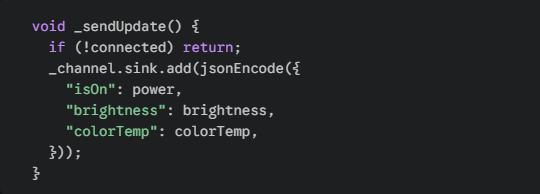 void _sendUpdate() {
  if (!connected) return;
  _channel.sink.add(jsonEncode({
    "isOn": power,
    "brightness": brightness,
    "colorTemp": colorTemp,
  }));
}